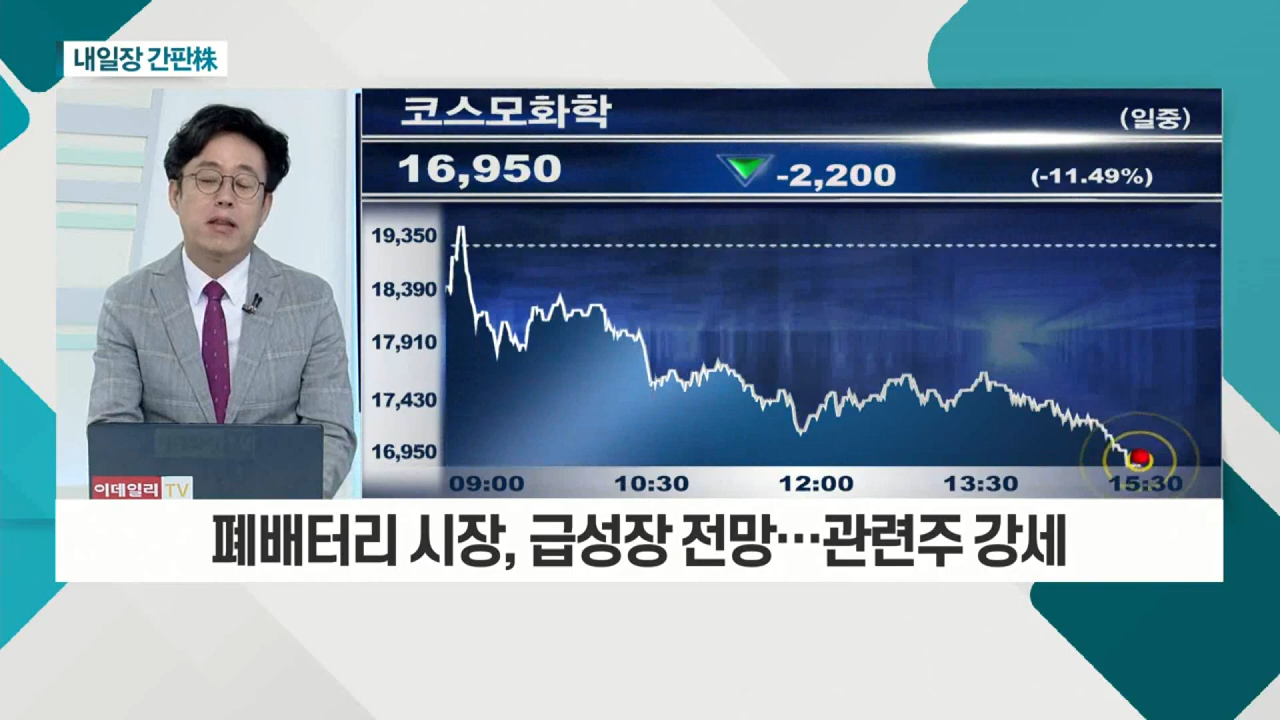 내일장 간판株
코스모화학
(일중)
16,950
-2,200
(-11.49%)
19,350
18,390
17,910
17,430
16,950
09:00
10:30
12:00
13:30
15:30
이데일리 TV
폐배터리 시장, 급성장 전망…관련주 강세